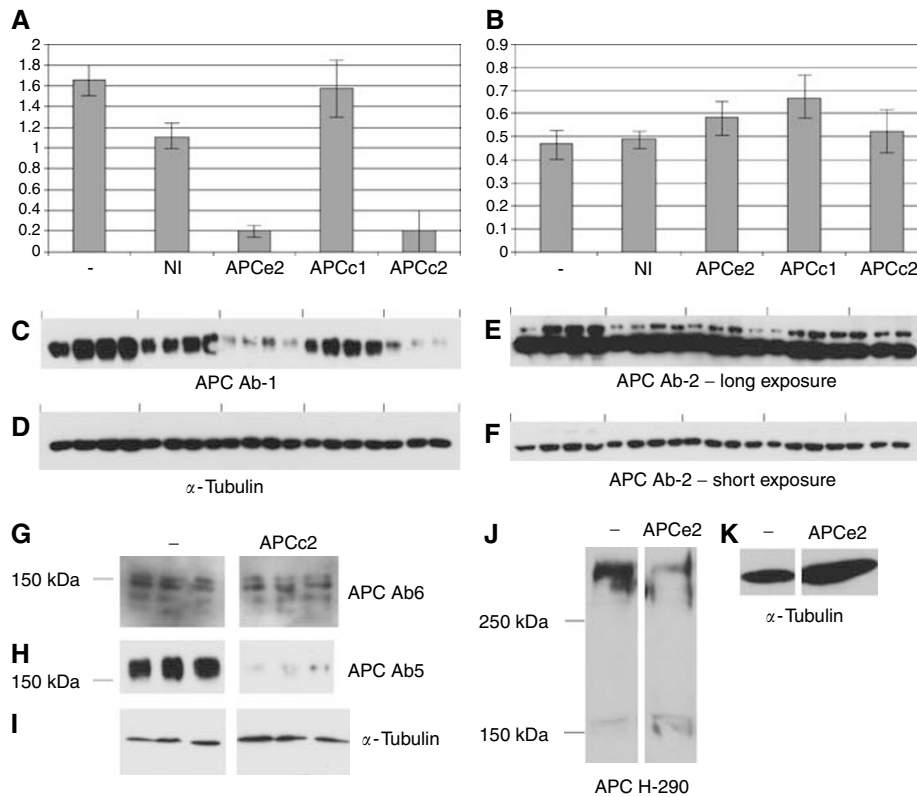 A
2
1.8
1.6
1.4
1.2
1
0.8
0.6
0.4
0.2
0
- NI APCe2 APCc1 APCc2
B
0.9
0.8
0.7
0.6
0.5
0.4
0.3
0.2
0.1
0
- NI APCe2 APCc1 APCc2
C
APC Ab-1
D
α-Tubulin
E
APC Ab-2 – long exposure
F
APC Ab-2 – short exposure
G
– APCc2
150 kDa
APC Ab6
H
APC Ab5
150 kDa
I
α-Tubulin
J
– APCe2
250 kDa
150 kDa
APC H-290
K
– APCe2
α-Tubulin